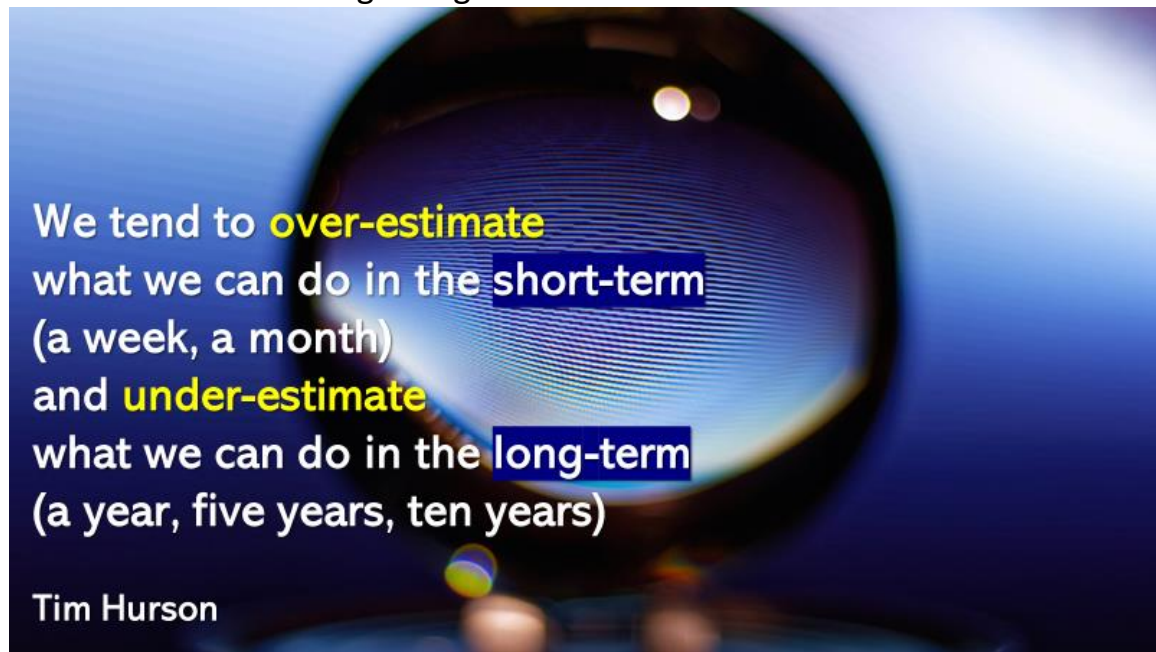 We tend to over-estimate
what we can do in the short-term
(a week, a month)
and under-estimate
what we can do in the long-term
(a year, five years, ten years)
Tim Hurson